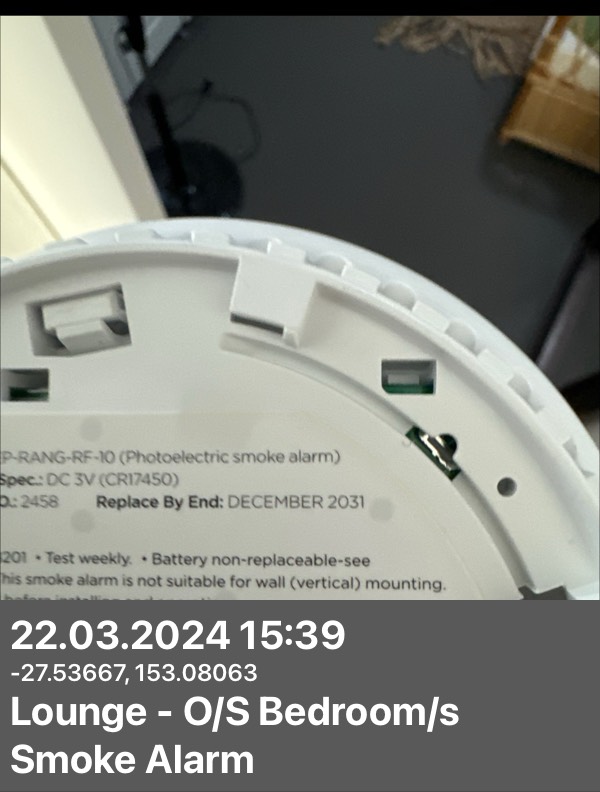 P-RANG-RF-10 (Photoelectric smoke alarm)
Spec.: DC 3V (CR17450)
O.: 2458 Replace By End: DECEMBER 2031
201 • Test weekly. • Battery non-replaceable-see
his smoke alarm is not suitable for wall (vertical) mounting.
22.03.2024 15:39
-27.53667, 153.08063
Lounge - O/S Bedroom/s
Smoke Alarm